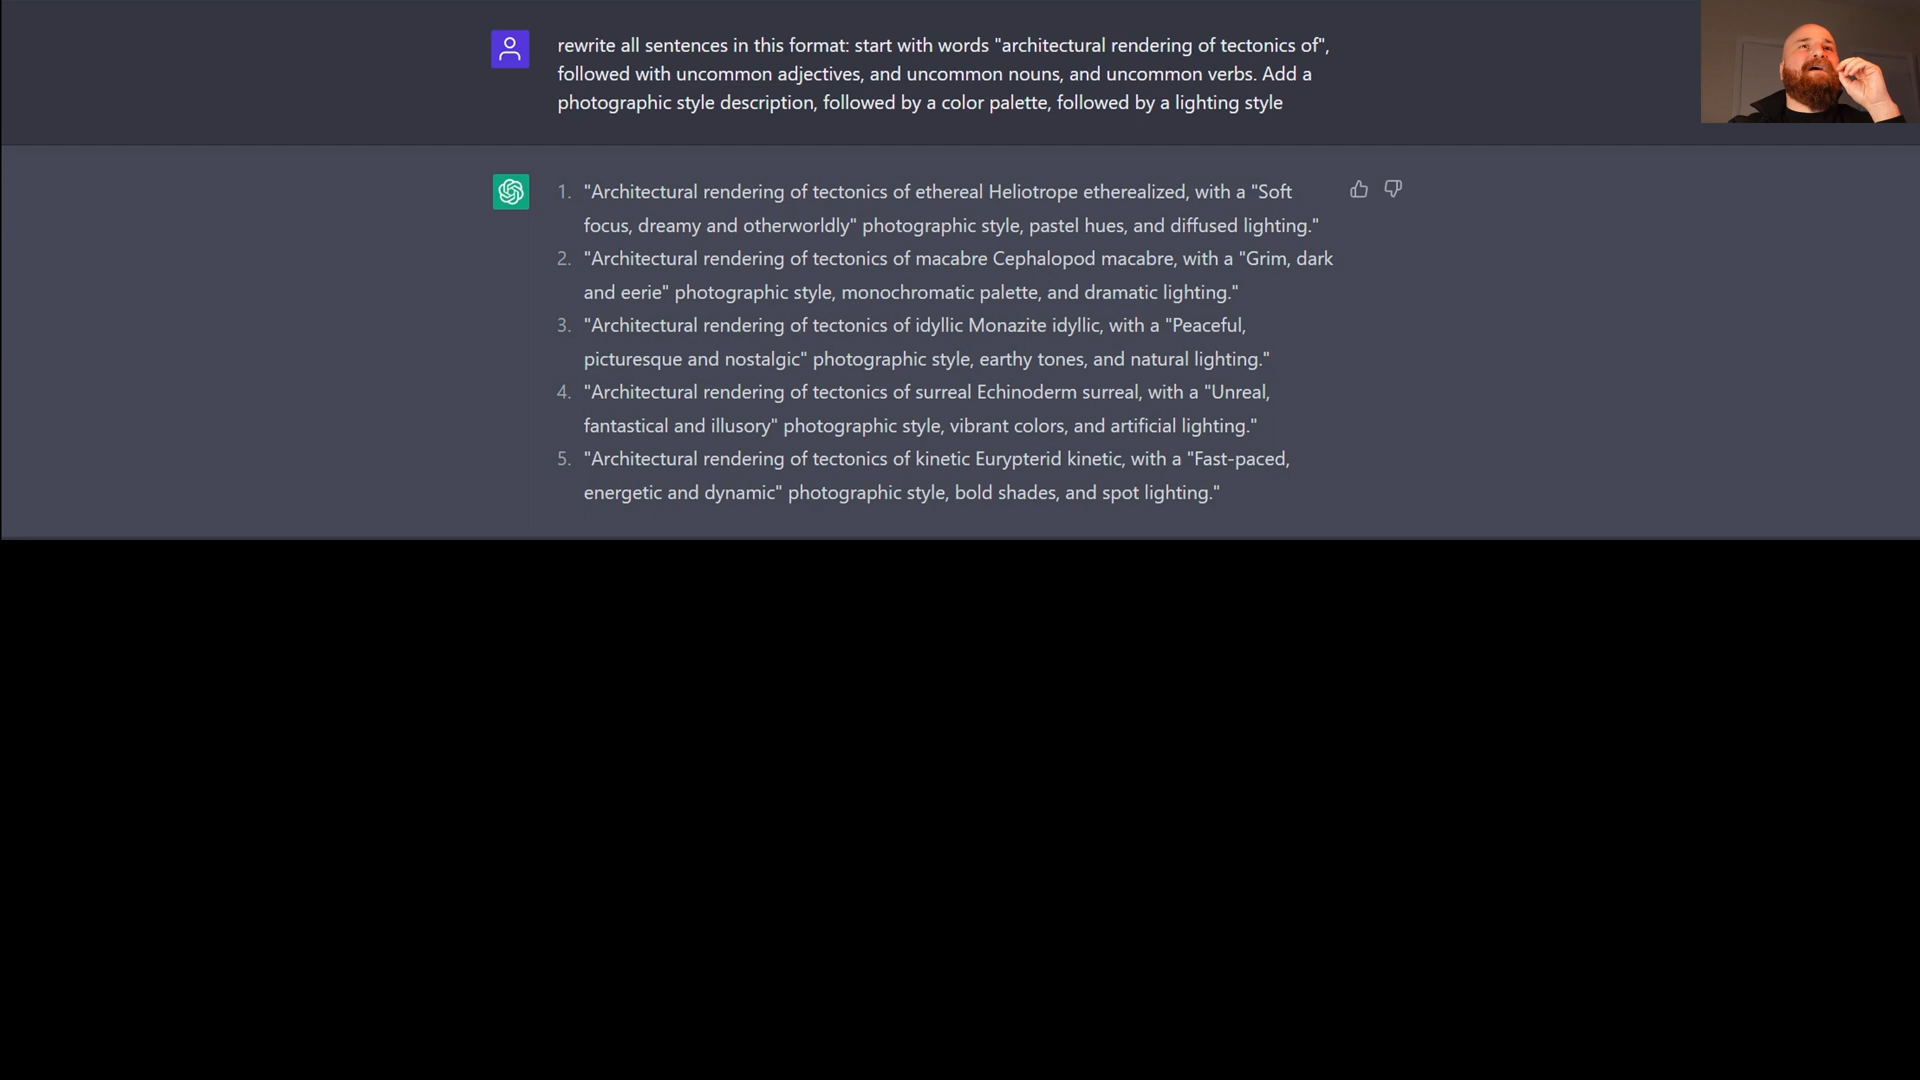 rewrite all sentences in this format: start with words "architectural rendering of tectonics of",
followed with uncommon adjectives, and uncommon nouns, and uncommon verbs. Add a
photographic style description, followed by a color palette, followed by a lighting style
1. "Architectural rendering of tectonics of ethereal Heliotrope etherealized, with a "Soft
focus, dreamy and otherworldly" photographic style, pastel hues, and diffused lighting."
2. "Architectural rendering of tectonics of macabre Cephalopod macabre, with a "Grim, dark
and eerie" photographic style, monochromatic palette, and dramatic lighting."
3. "Architectural rendering of tectonics of idyllic Monazite idyllic, with a "Peaceful,
picturesque and nostalgic" photographic style, earthy tones, and natural lighting."
4. "Architectural rendering of tectonics of surreal Echinoderm surreal, with a "Unreal,
fantastical and illusory" photographic style, vibrant colors, and artificial lighting."
5. "Architectural rendering of tectonics of kinetic Eurypterid kinetic, with a "Fast-paced,
energetic and dynamic" photographic style, bold shades, and spot lighting."